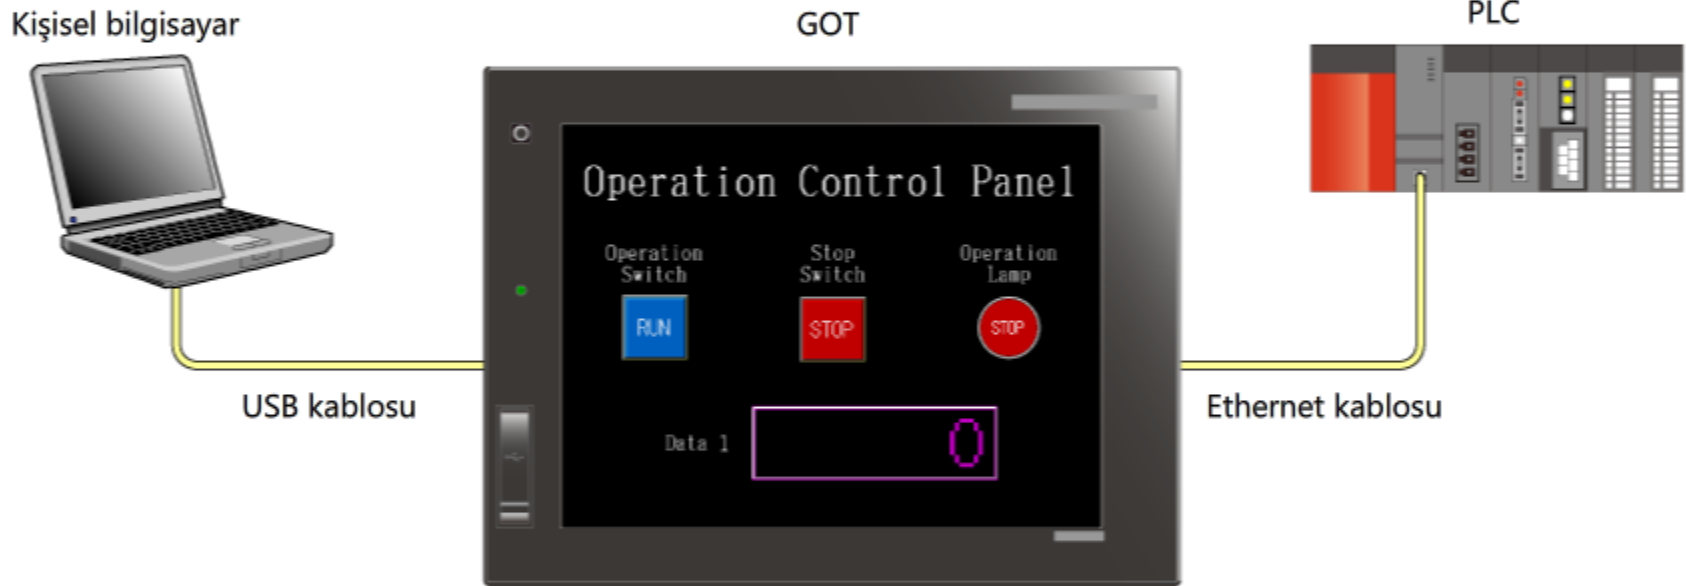 Kişisel bilgisayar
GOT
PLC
Operation Control Panel
Operation
Switch
Stop
Switch
Operation
Lamp
RUN
STOP
STOP
USB kablosu
Ethernet kablosu
Data 1
0